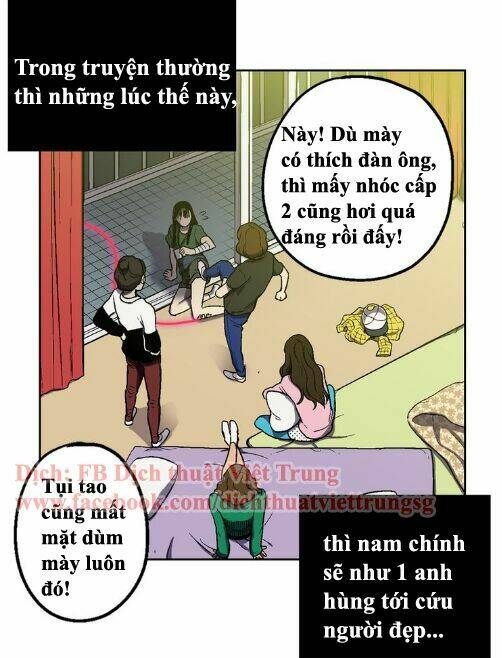 Trong truyện thường
thì những lúc thế này,
Này! Dù mày
có thích đàn ông,
thì mấy nhóc cấp
2 cũng hơi quá
đáng rồi đấy!
Dịch: FB Dịch thuật Việt Trung
www.facebook.com/dichthuatviettrungsg
Tụi tao
cũng mất
mặt dùm
mày luôn
đó!
thì nam chính
sẽ như 1 anh
hùng tới cứu
người đẹp...